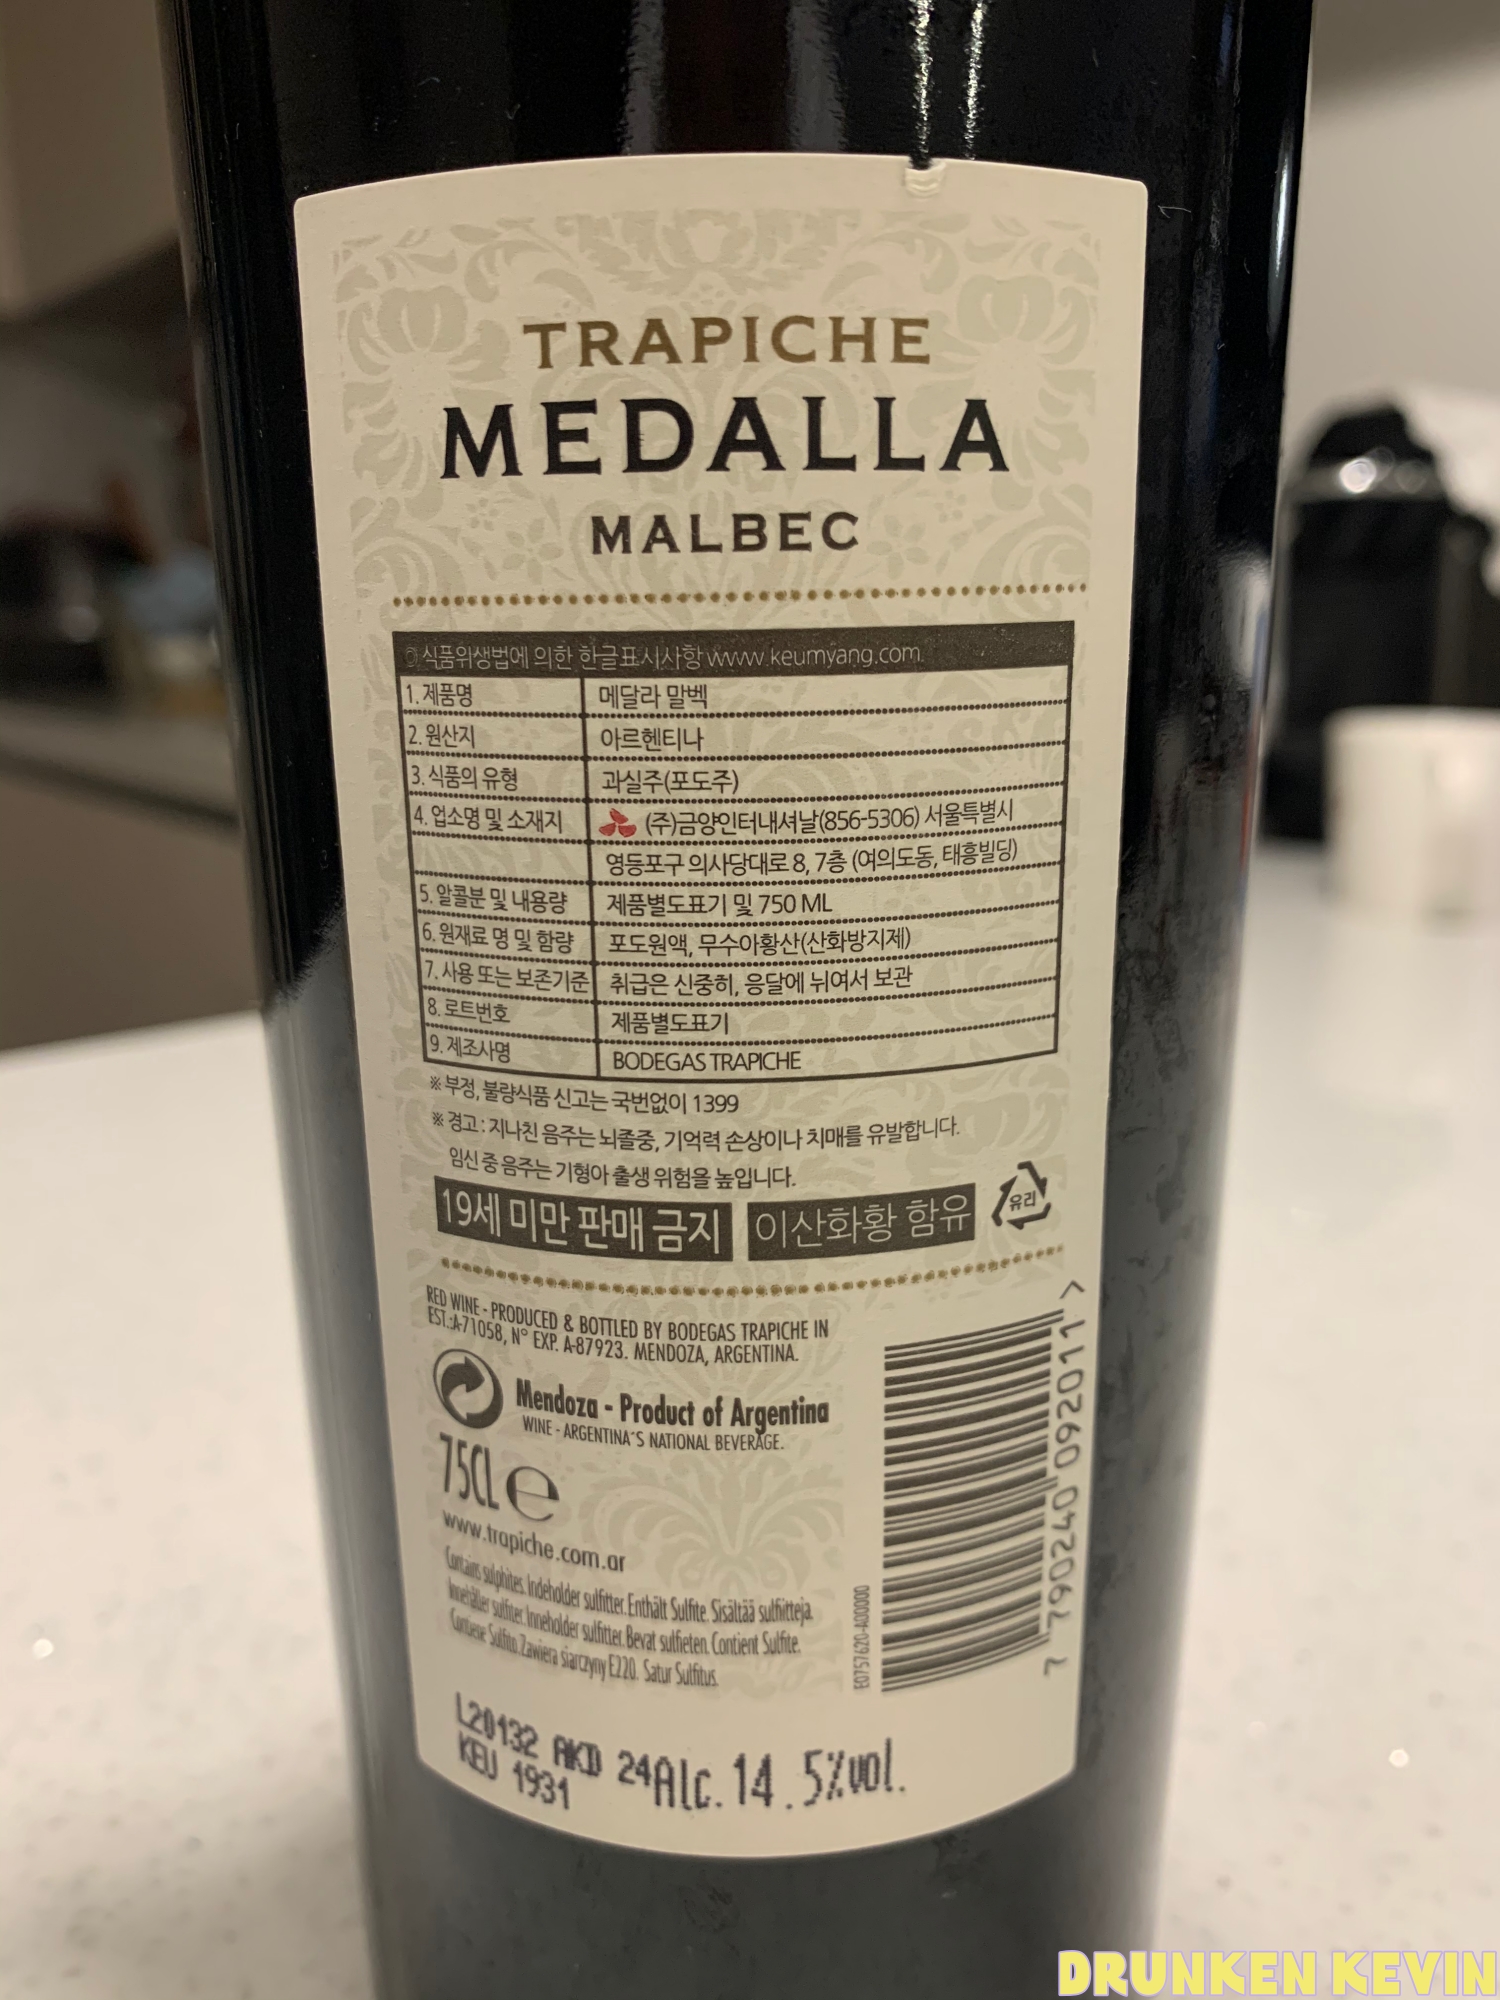 TRAPICHE
MEDALLA
MALBEC
◎식품위생법에 의한 한글표시사항 www.keumyang.com
1. 제품명 메달라 말벡
2. 원산지 아르헨티나
3. 식품의 유형 과실주(포도주)
4. 업소명 및 소재지 (주)금양인터내셔날(856-5306) 서울특별시
영등포구 의사당대로 8, 7층 (여의도동, 태흥빌딩)
5. 알콜분 및 내용량 제품별도표기 및 750 ML
6. 원재료 명 및 함량 포도원액, 무수아황산(산화방지제)
7. 사용 또는 보존기준 취급은 신중히, 응달에 뉘여서 보관
8. 로트번호 제품별도표기
9. 제조사명 BODEGAS TRAPICHE
※ 부정, 불량식품 신고는 국번없이 1399
※ 경고 : 지나친 음주는 뇌졸중, 기억력 손상이나 치매를 유발합니다.
임신 중 음주는 기형아 출생 위험을 높입니다.
19세 미만 판매 금지 이산화황 함유 유리
RED WINE - PRODUCED & BOTTLED BY BODEGAS TRAPICHE IN
EST.:A-71058, N° EXP. A-87923. MENDOZA, ARGENTINA.
Mendoza - Product of Argentina
WINE - ARGENTINA´S NATIONAL BEVERAGE.
75CL e
www.trapiche.com.ar
Contains sulphites. Indeholder sulfitter. Enthält Sulfite. Sisältää sulfiitteja.
Innehåller sulfiter. Inneholder sulfitter. Bevat sulfieten. Contient Sulfite.
Contiene Sulfito. Zawiera siarczyny E220. Satur Sulfitus.
E0757620-A00000
7 790240 092011 >
L20132 AKD 24 Alc. 14.5%vol.
KEU 1931
DRUNKEN KEVIN